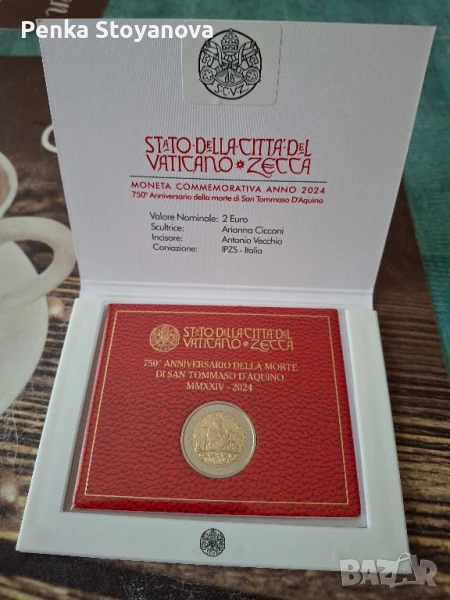 Penka Stoyanova
S.C.V.Z.
STATO DELLA CITTA' DEL
VATICANO ZECCA
MONETA COMMEMORATIVA ANNO 2024
750° Anniversario della morte di San Tommaso D'Aquino
Valore Nominale: 2 Euro
Scultrice: Arianna Cicconi
Incisore: Antonio Vecchio
Coniazione: IPZS - Italia
STATO DELLA CITTA' DEL
VATICANO ZECCA
750° ANNIVERSARIO DELLA MORTE
DI SAN TOMMASO D'AQUINO
MMXXIV - 2024
BAZAR